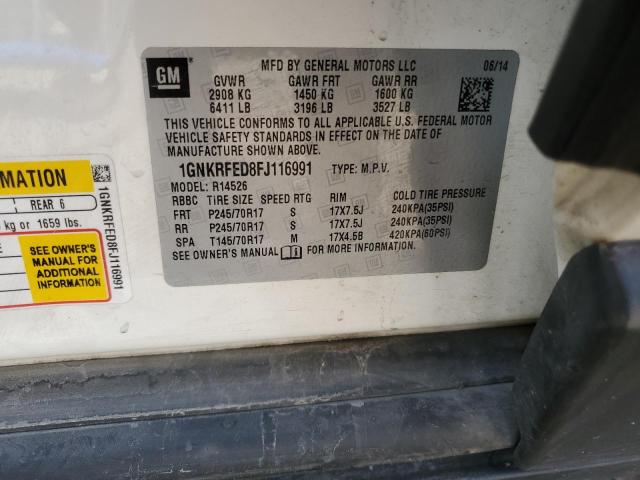 GM
MFD BY GENERAL MOTORS LLC 06/14
GVWR GAWR FRT GAWR RR
2908 KG 1450 KG 1600 KG
6411 LB 3196 LB 3527 LB
THIS VEHICLE CONFORMS TO ALL APPLICABLE U.S. FEDERAL MOTOR
VEHICLE SAFETY STANDARDS IN EFFECT ON THE DATE OF
MANUFACTURE SHOWN ABOVE.
1GNKRFED8FJ116991 TYPE: M.P.V.
MODEL: R14526
RBBC TIRE SIZE SPEED RTG RIM COLD TIRE PRESSURE
FRT P245/70R17 S 17X7.5J 240KPA(35PSI)
RR P245/70R17 S 17X7.5J 240KPA(35PSI)
SPA T145/70R17 M 17X4.5B 420KPA(60PSI)
SEE OWNER'S MANUAL FOR MORE INFORMATION.
RMATION
REAR 6
kg or 1659 lbs.
SEE OWNER'S
MANUAL FOR
ADDITIONAL
INFORMATION
1GNKRFED8FJ116991